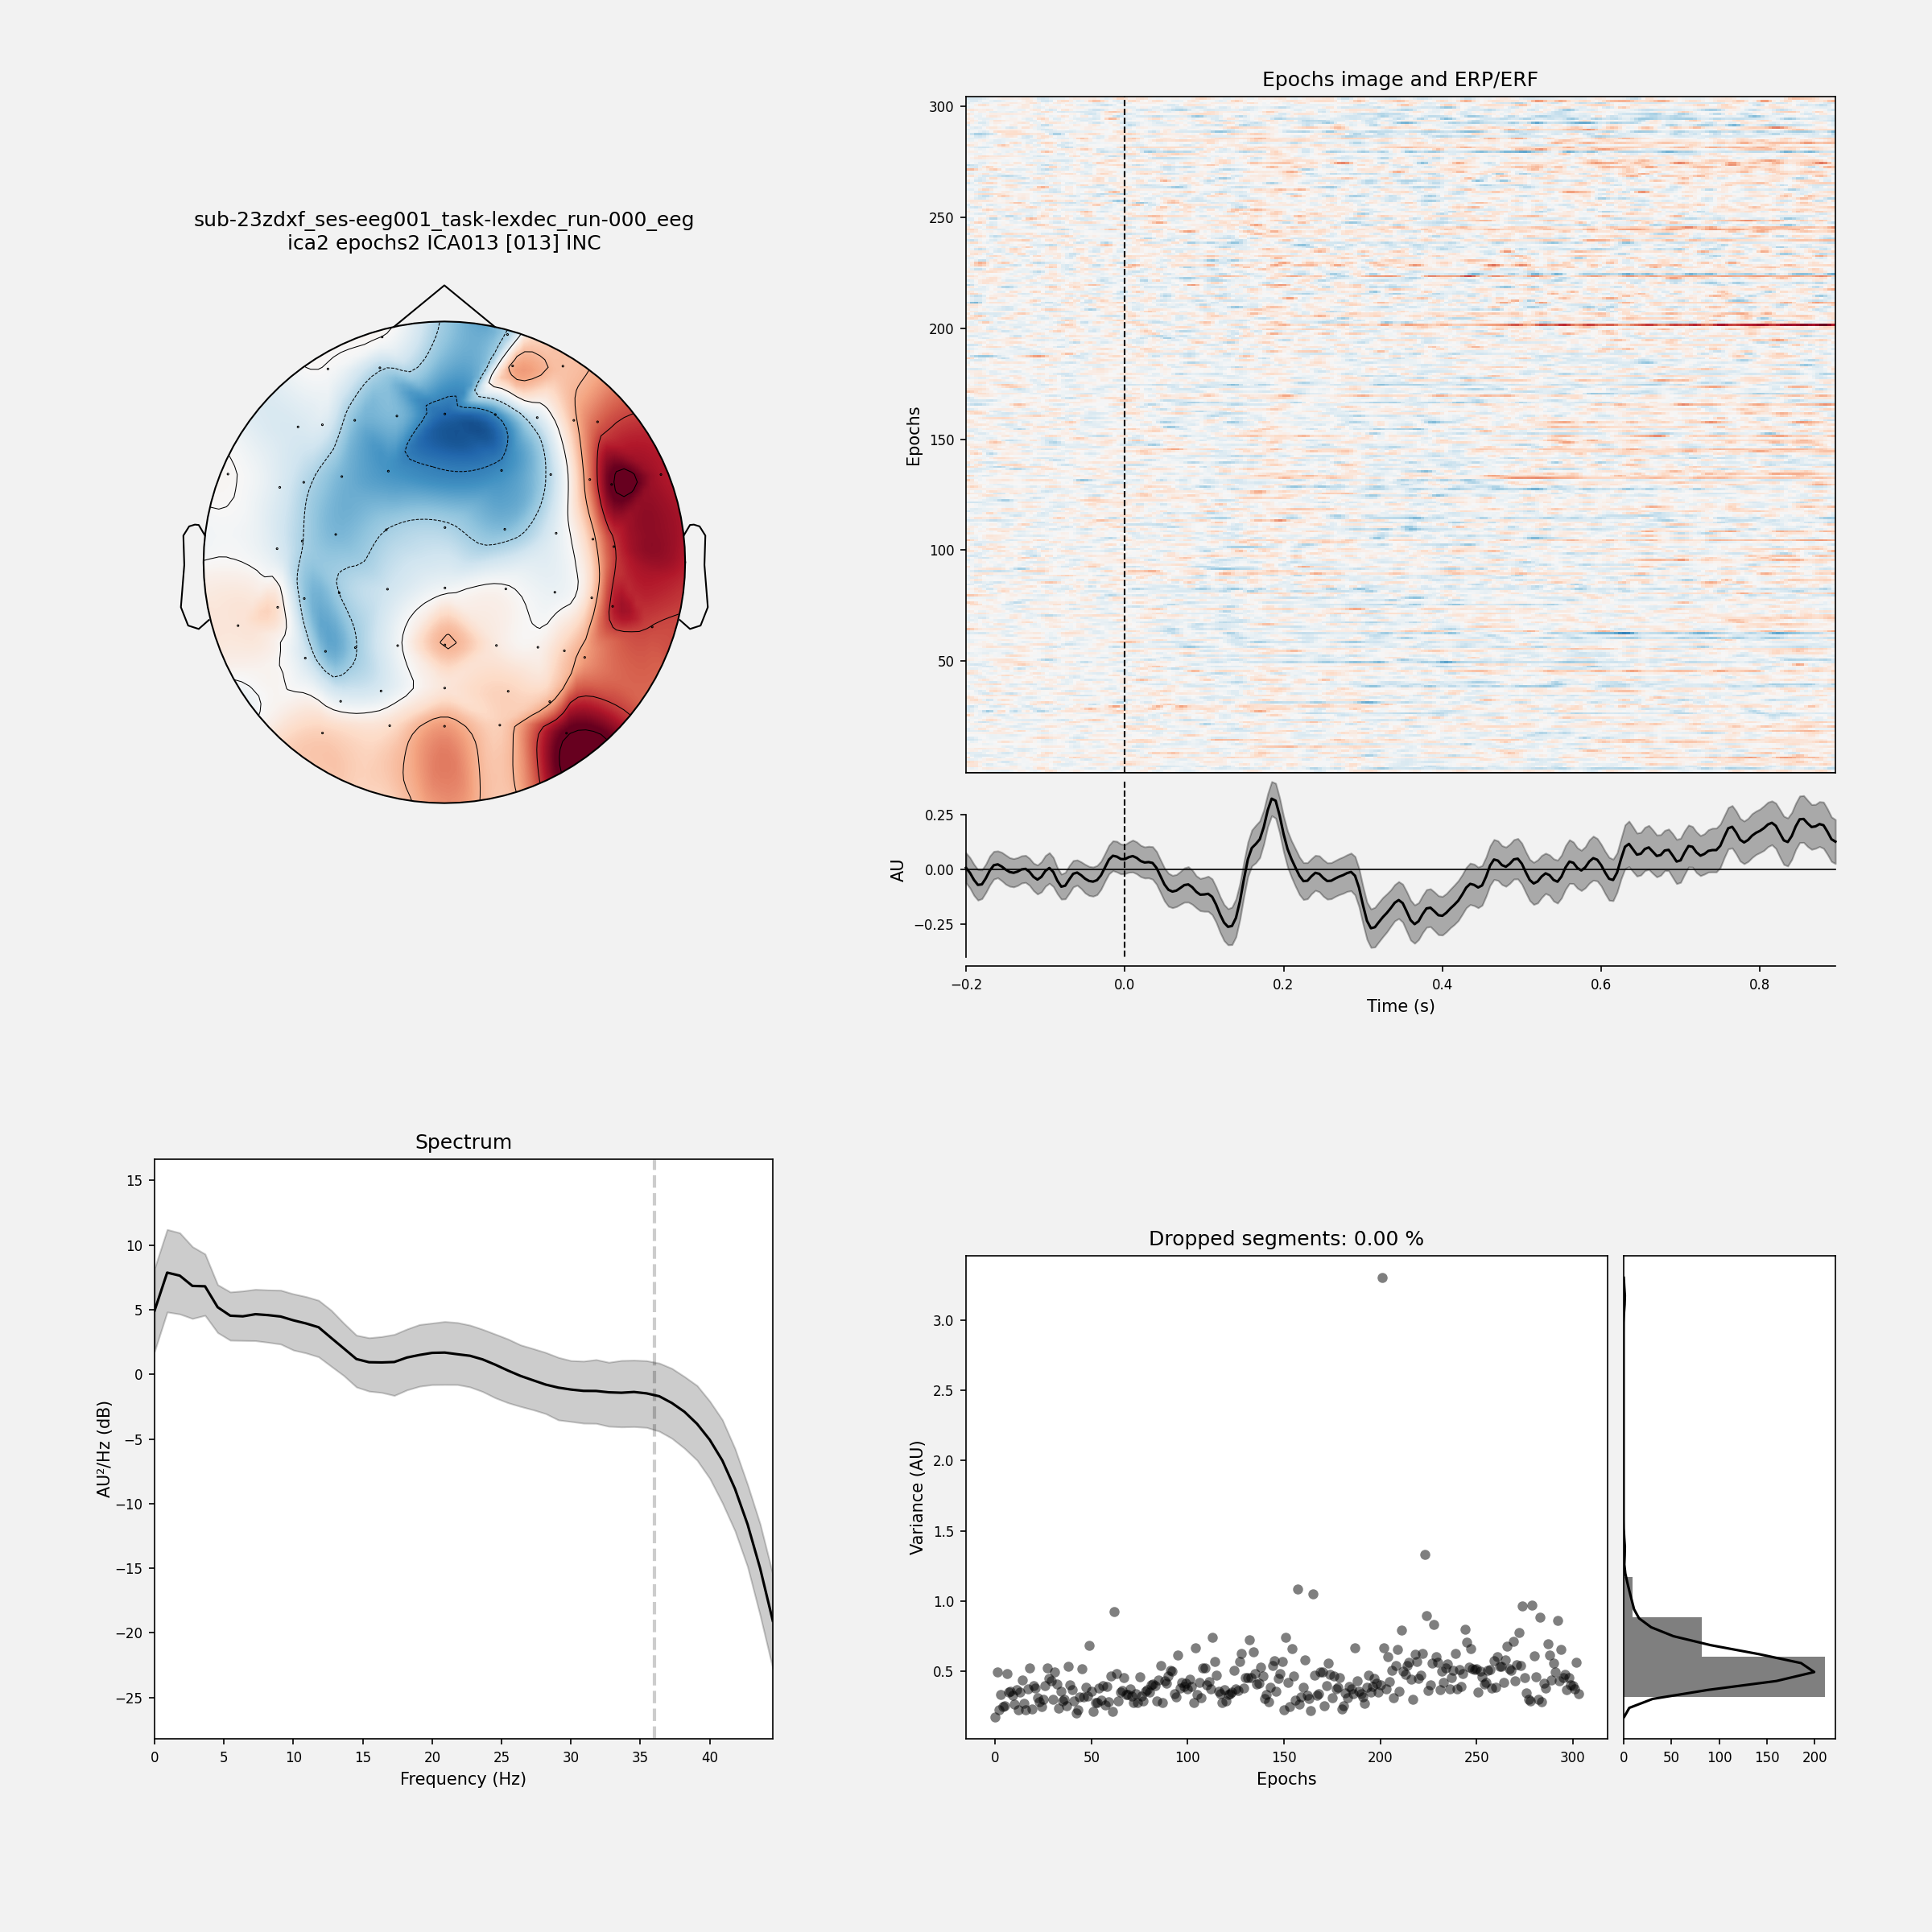 sub-23zdxf_ses-eeg001_task-lexdec_run-000_eeg
ica2 epochs2 ICA013 [013] INC
Epochs image and ERP/ERF
300
250
200
150
100
50
Epochs
0.25
0.00
−0.25
AU
−0.2 0.0 0.2 0.4 0.6 0.8
Time (s)
Spectrum
15
10
5
0
−5
−10
−15
−20
−25
AU²/Hz (dB)
0 5 10 15 20 25 30 35 40
Frequency (Hz)
Dropped segments: 0.00 %
3.0
2.5
2.0
1.5
1.0
0.5
Variance (AU)
0 50 100 150 200 250 300
Epochs
0 50 100 150 200